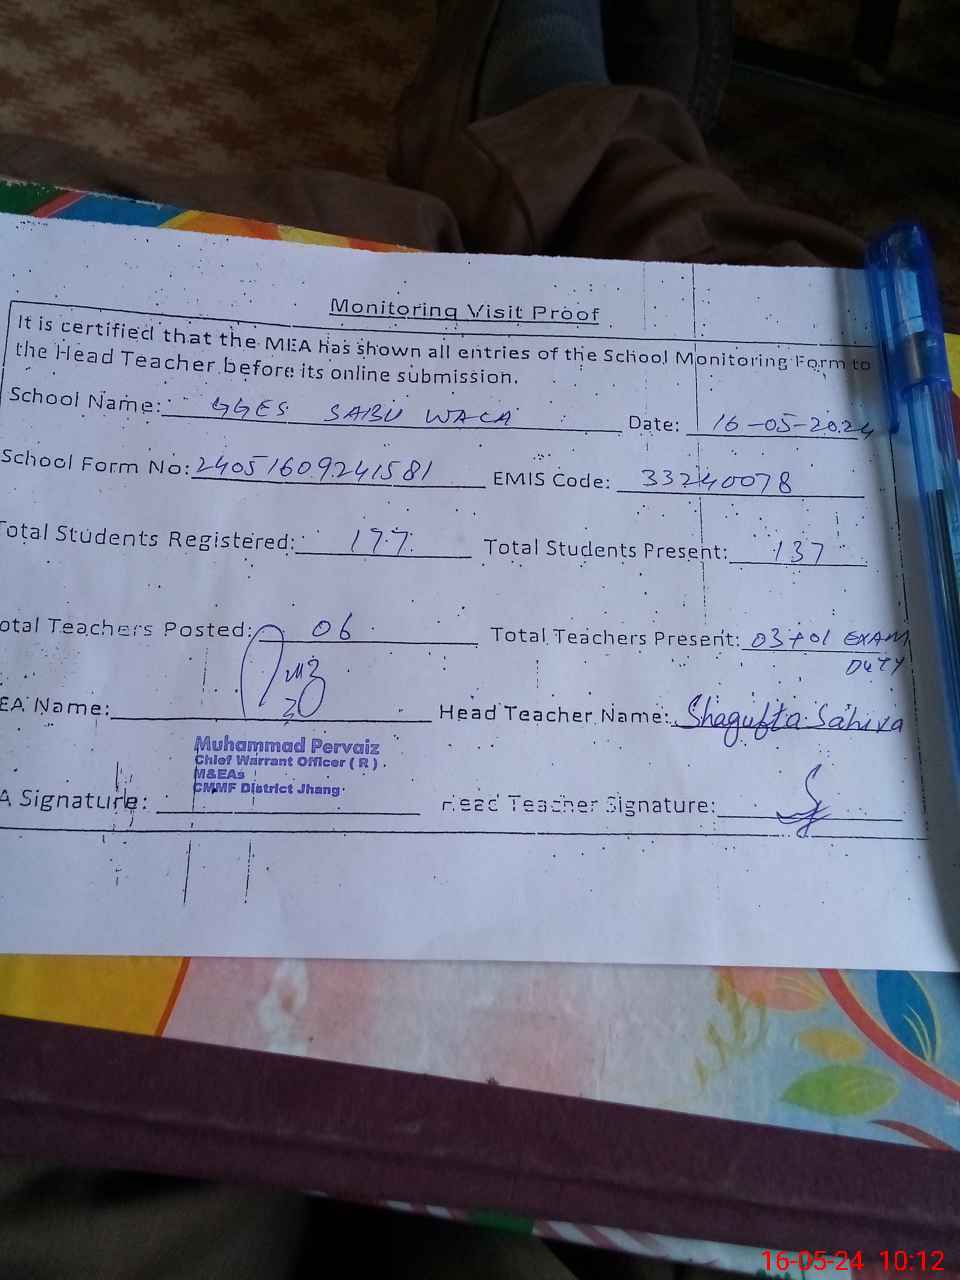 Monitoring Visit Proof
It is certified that the MEA has shown all entries of the School Monitoring Form to
the Head Teacher before its online submission.
School Name: GGES SABU WACA Date: 16-05-2024
School Form No: 24051609241581 EMIS Code: 33240078
Total Students Registered: 177 Total Students Present: 137
otal Teachers Posted: 06 Total Teachers Present: 03+01 EXAM
DUTY
EA Name: Head Teacher Name: Shagufta Sahira
Muhammad Pervaiz
Chief Warrant Officer ( R )
M&EAs
CMMF District Jhang
A Signature: Head Teacher Signature:
16-05-24 10:12